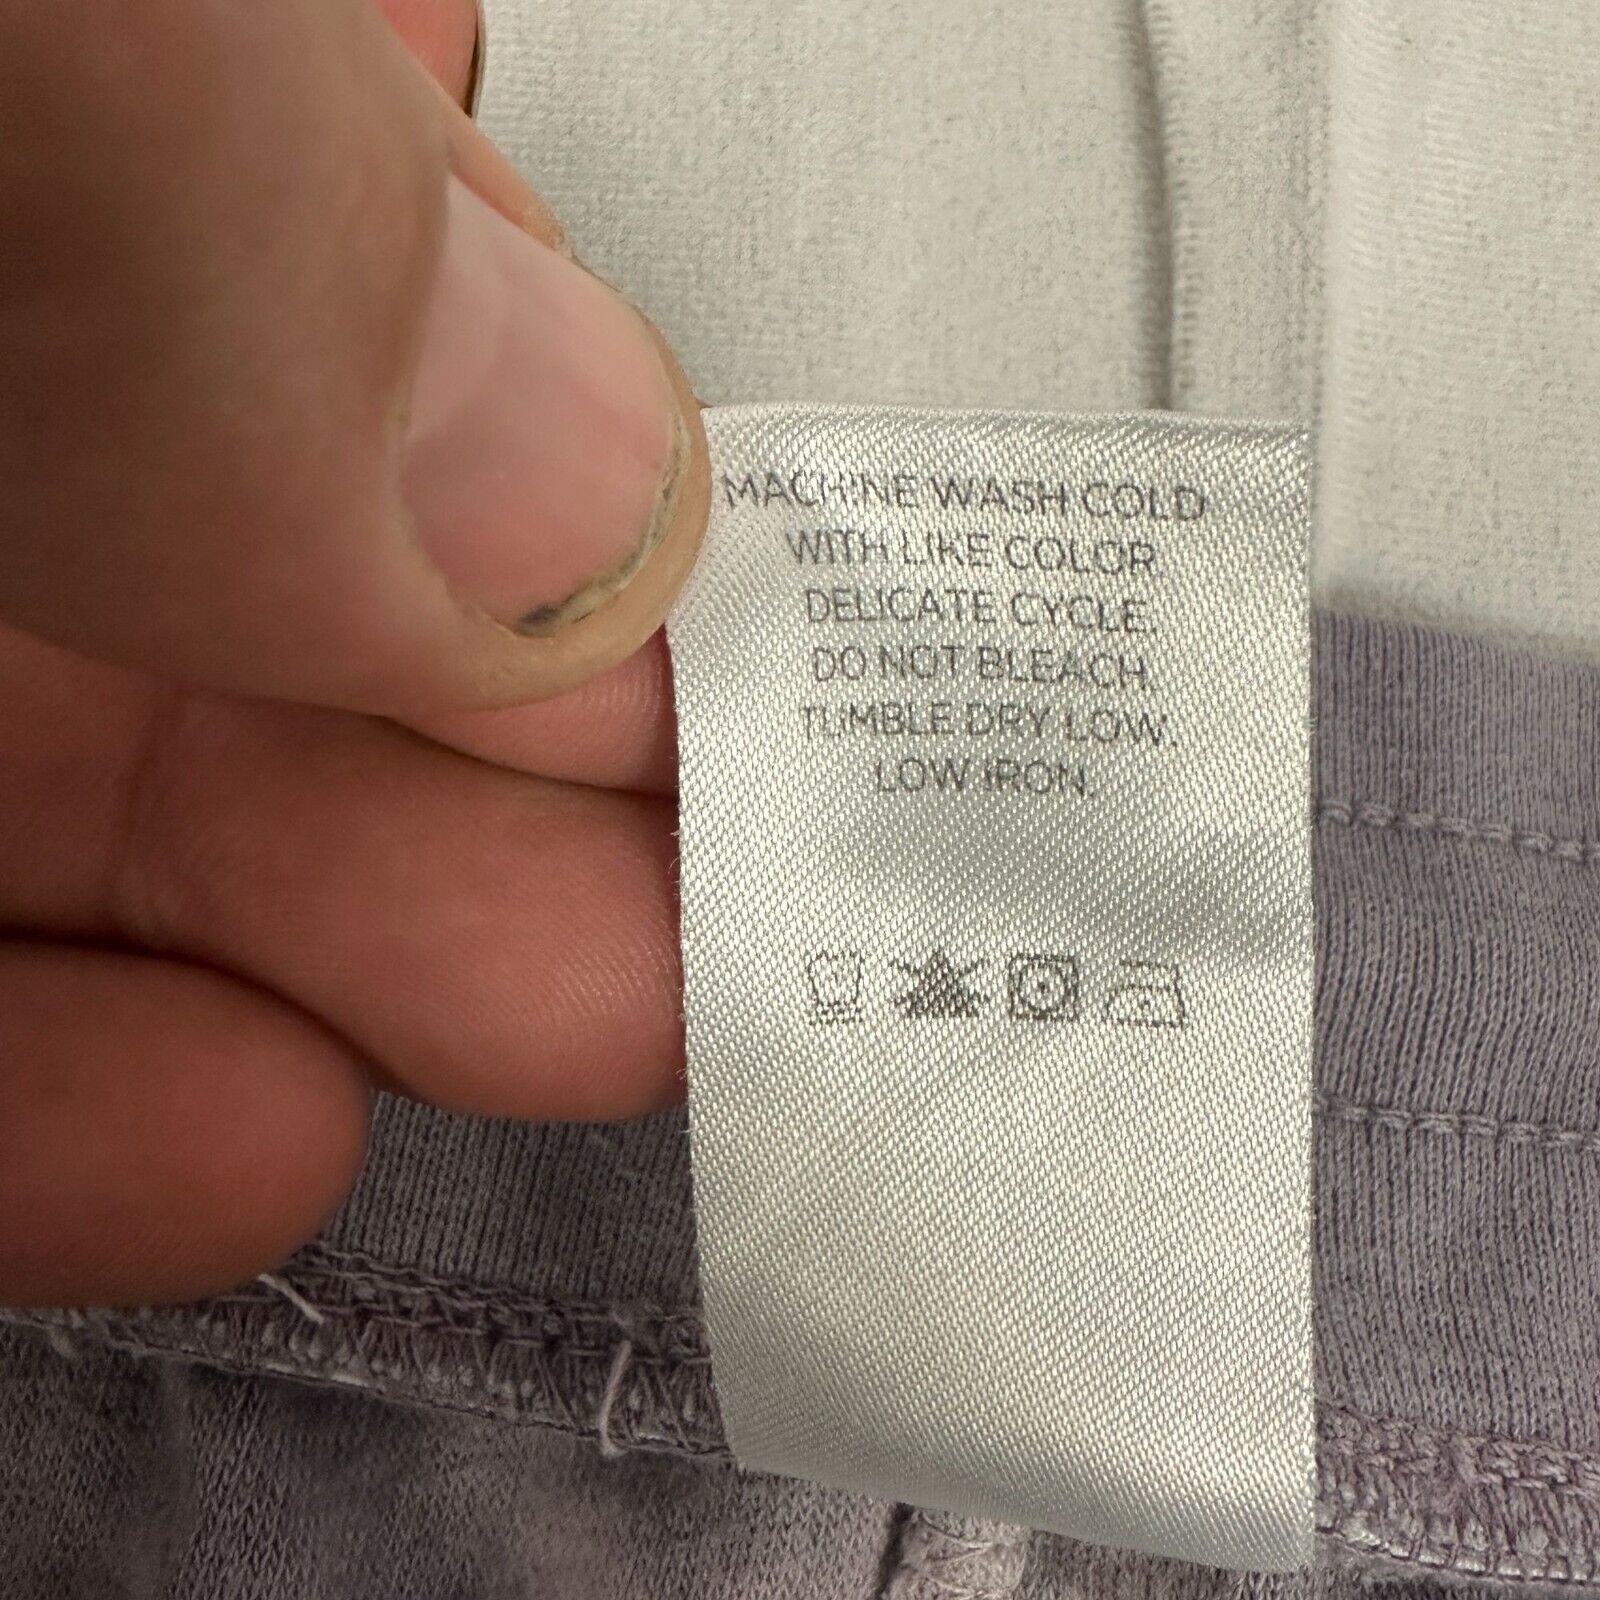 MACHINE WASH COLD
WITH LIKE COLOR
DELICATE CYCLE.
DO NOT BLEACH.
TUMBLE DRY LOW.
LOW IRON.